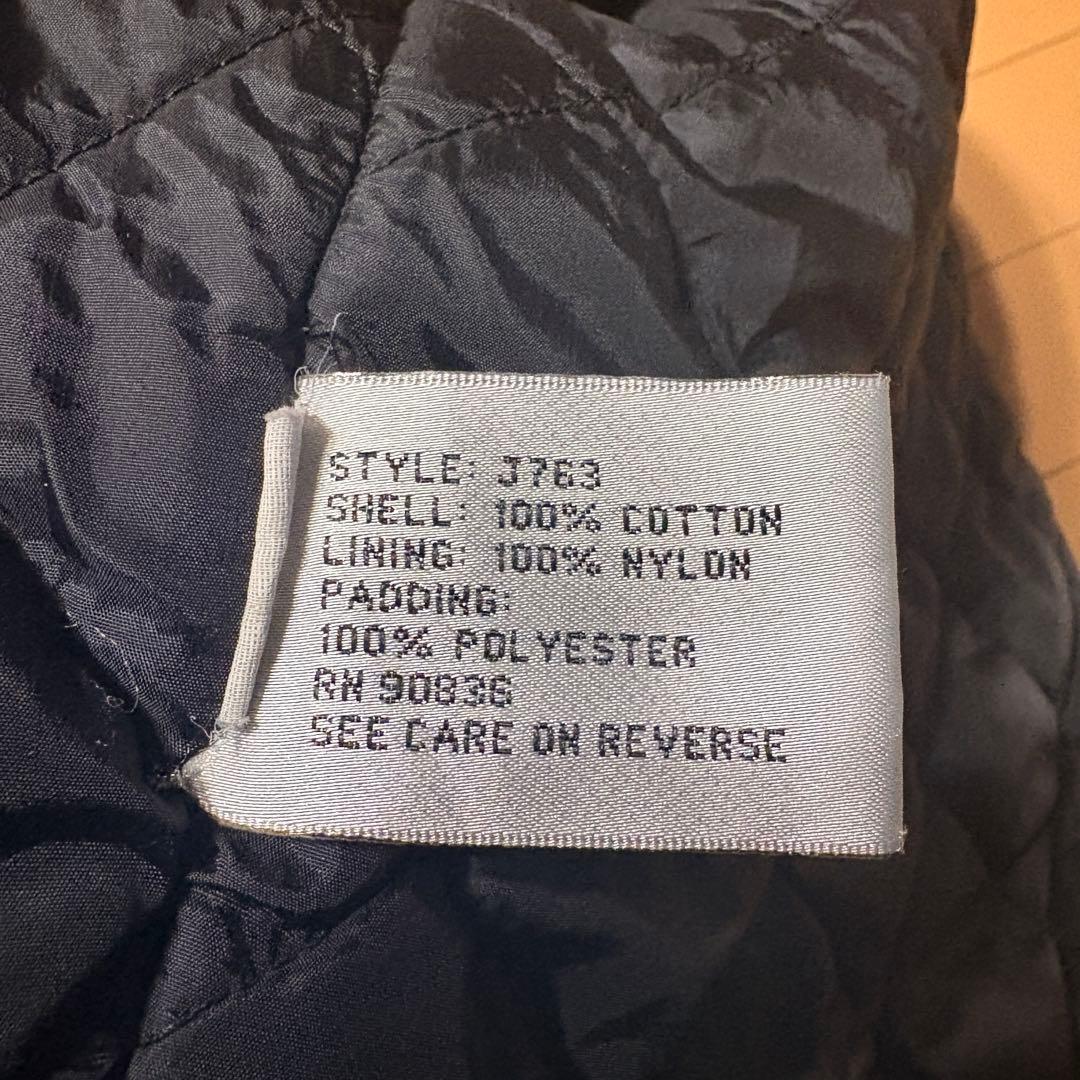 STYLE: J763
SHELL: 100% COTTON
LINING: 100% NYLON
PADDING:
100% POLYESTER
RN 90836
SEE CARE ON REVERSE